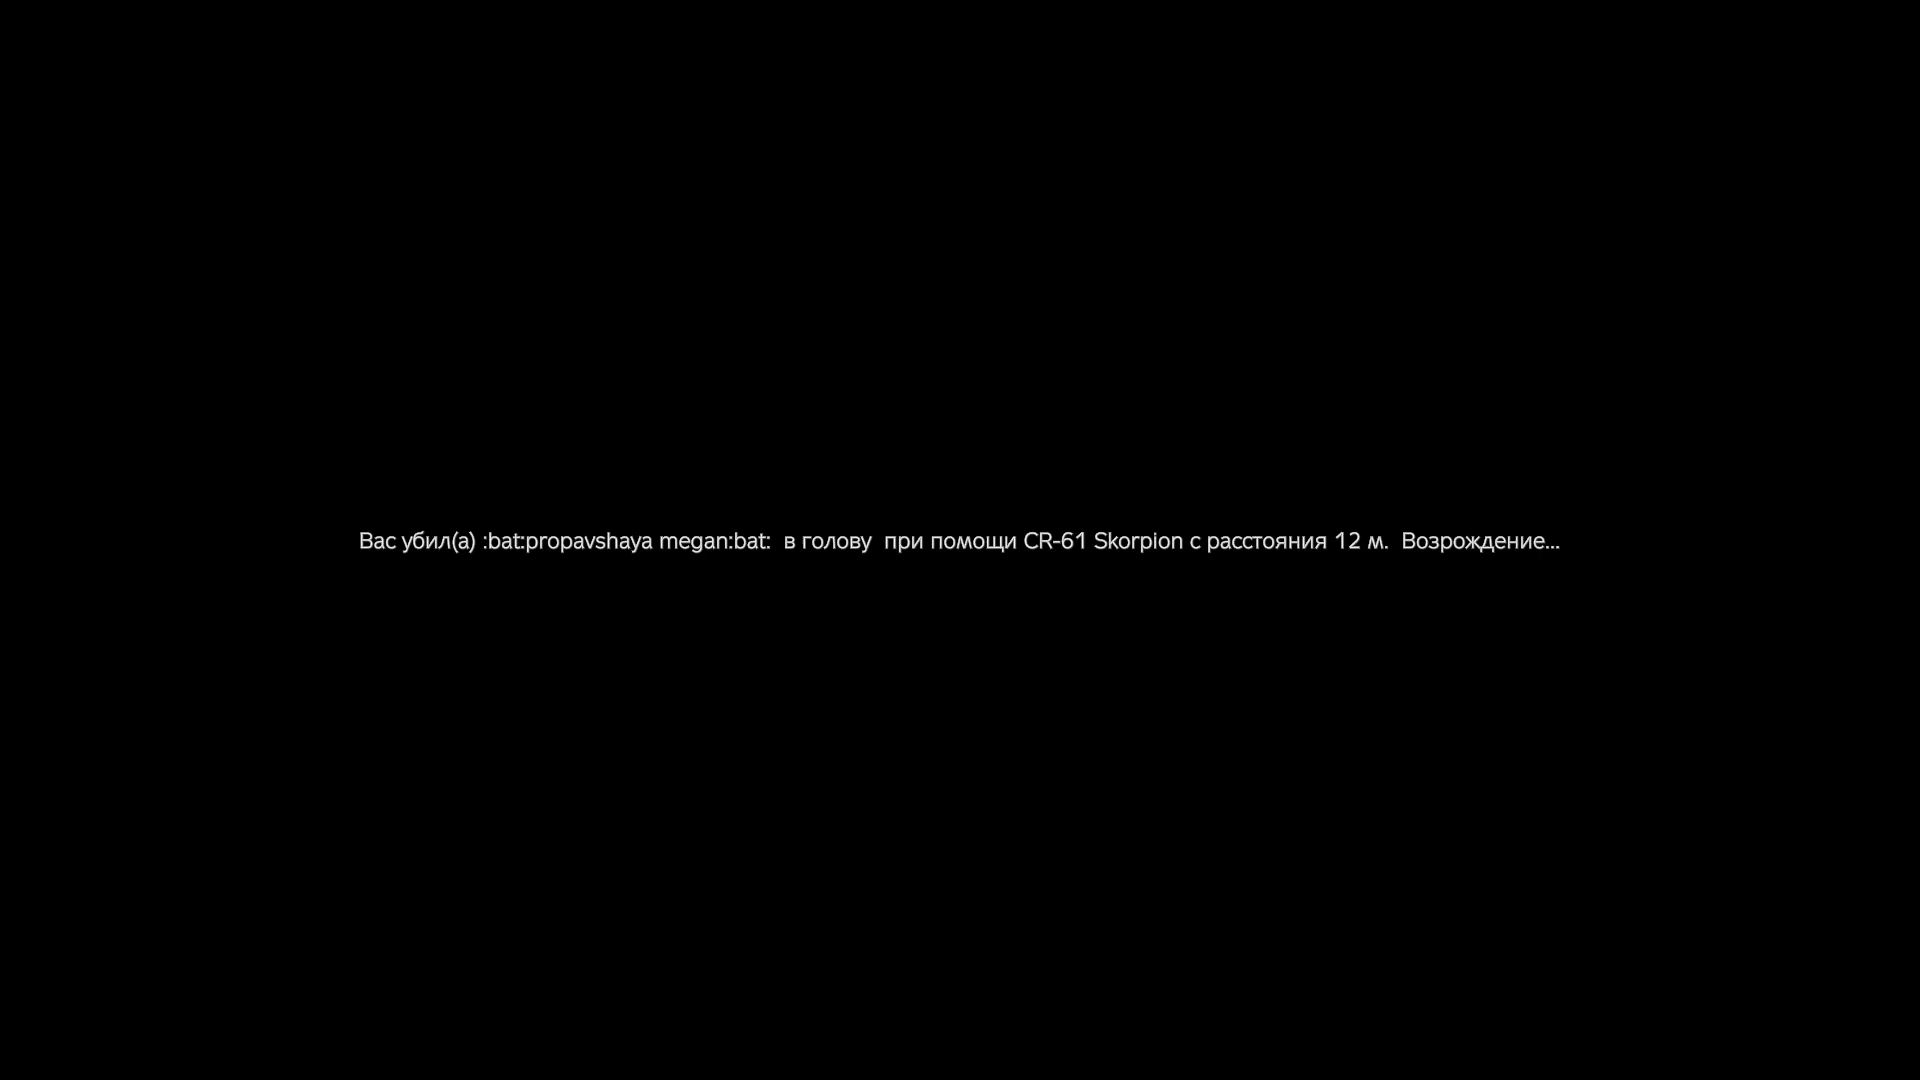 Вас убил(а) :bat:propavshaya megan:bat:  в голову  при помощи CR-61 Skorpion с расстояния 12 м.  Возрождение...